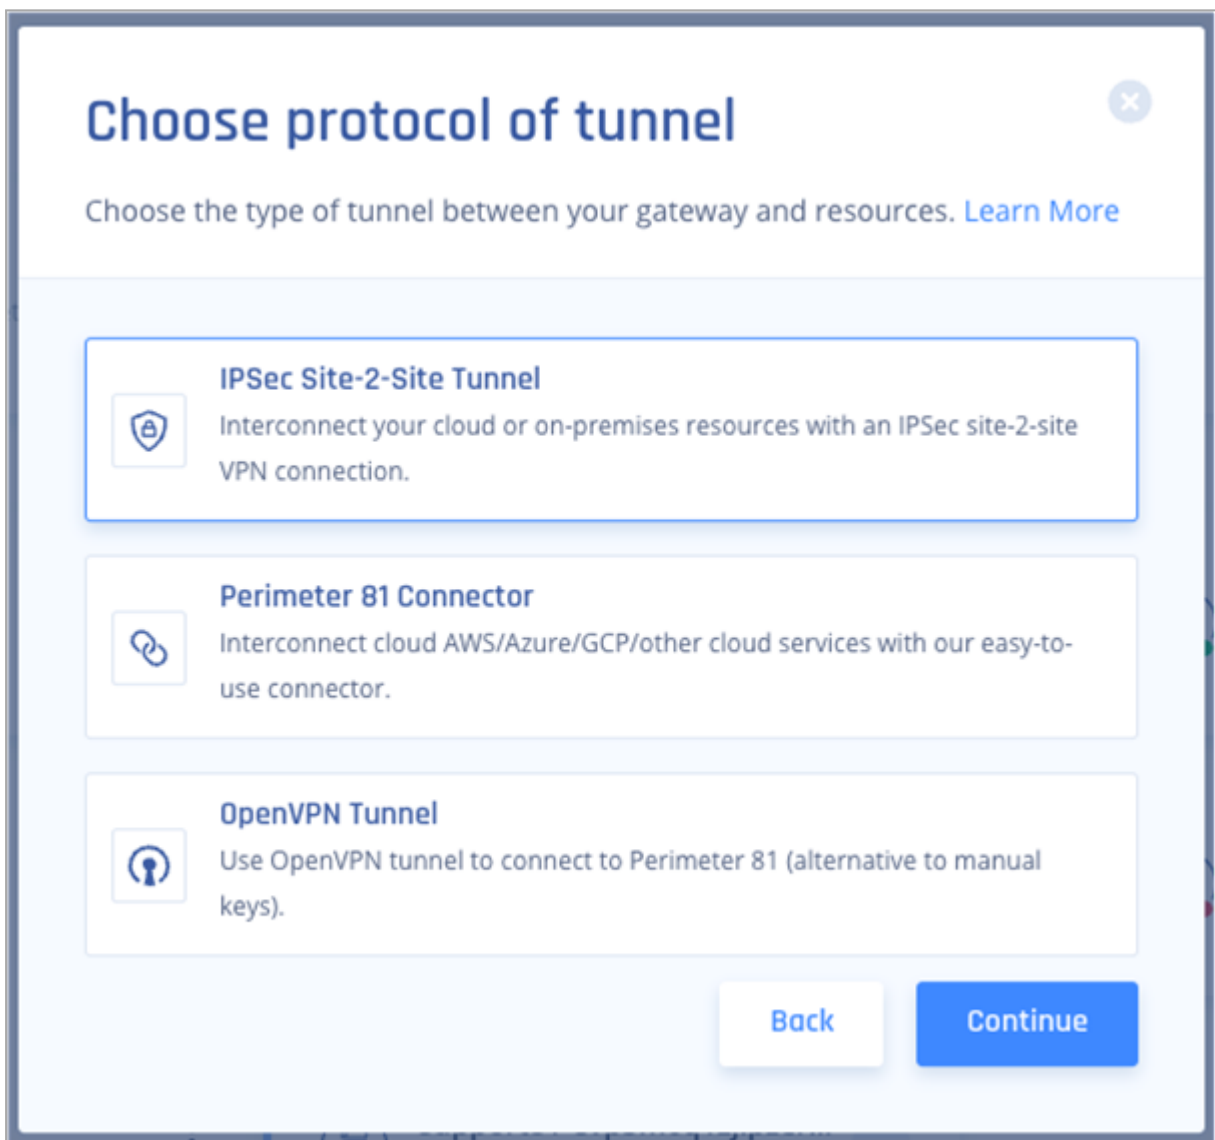 Choose protocol of tunnel
Choose the type of tunnel between your gateway and resources. Learn More
IPSec Site-2-Site Tunnel
Interconnect your cloud or on-premises resources with an IPSec site-2-site
VPN connection.
Perimeter 81 Connector
Interconnect cloud AWS/Azure/GCP/other cloud services with our easy-to-
use connector.
OpenVPN Tunnel
Use OpenVPN tunnel to connect to Perimeter 81 (alternative to manual
keys).
Back
Continue